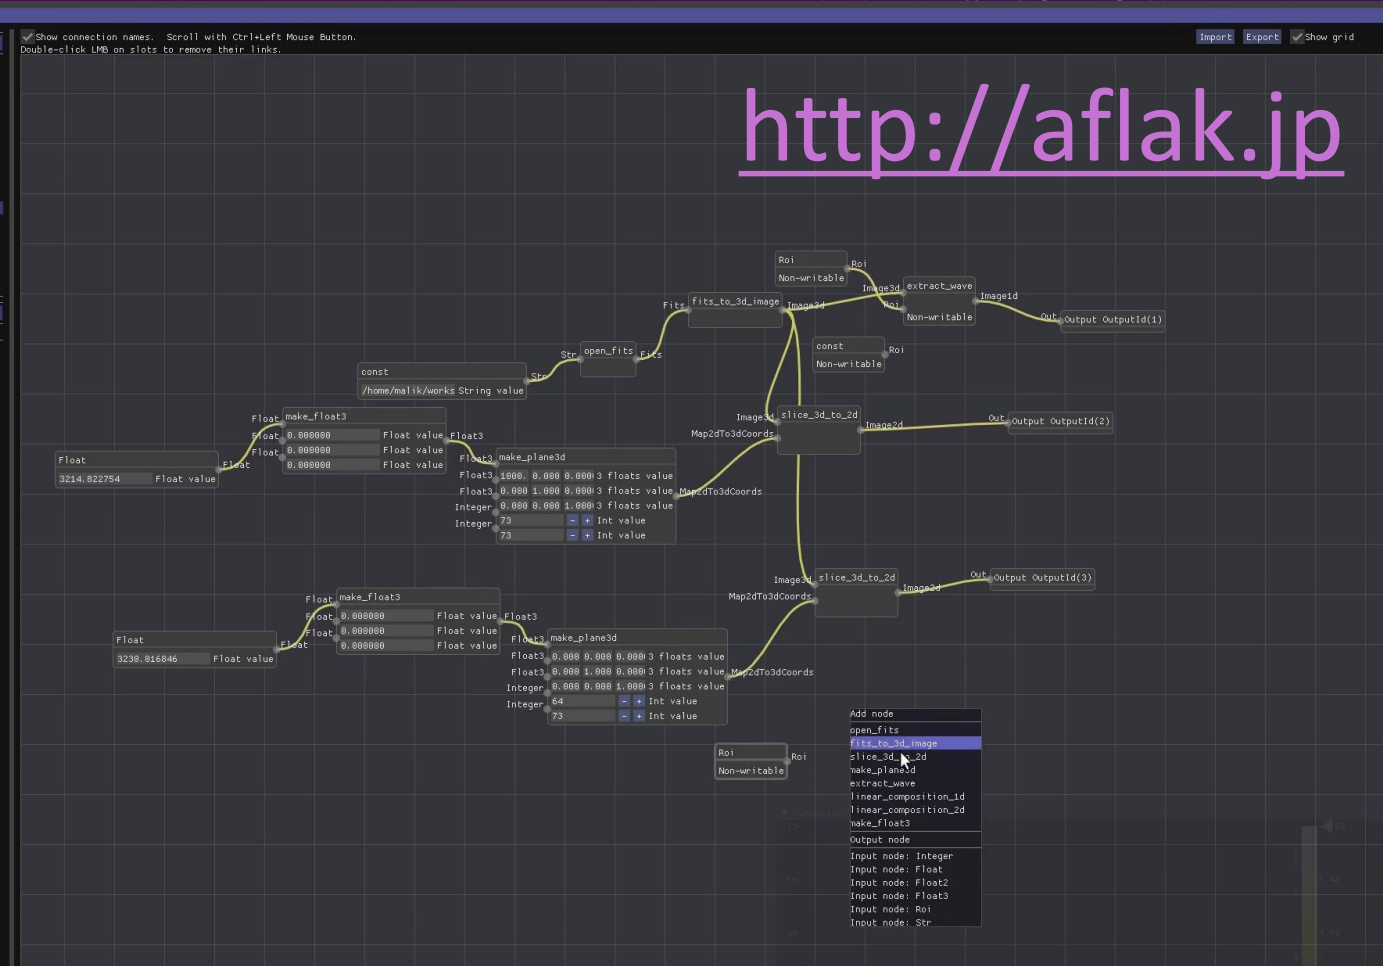 Show connection names. Scroll with Ctrl+Left Mouse Button.
Import Export Show grid
Double-click LMB on slots to remove their links.
http://aflak.jp
Roi
Roi
Non-writable
Image3d
extract_wave
Roi
Non-writable
Image1d
Out
Output OutputId(1)
Fits
fits_to_3d_image
Image3d
const
Roi
Non-writable
Str
open_fits
Fits
const
/home/malik/works String value
Str
Float
make_float3
Float
0.000000 Float value
Float3
0.000000 Float value
Float
0.000000 Float value
Float
3214.822754 Float value
Float
Float3
make_plane3d
Float3
1000. 0.000 0.000 3 floats value
Float3
0.000 1.000 0.000 3 floats value
Integer
0.000 0.000 1.000 3 floats value
Integer
73 - + Int value
73 - + Int value
Map2dTo3dCoords
Image3d
slice_3d_to_2d
Map2dTo3dCoords
Image2d
Out
Output OutputId(2)
Image3d
slice_3d_to_2d
Map2dTo3dCoords
Image2d
Out
Output OutputId(3)
Float
make_float3
Float
0.000000 Float value
Float3
Float
0.000000 Float value
0.000000 Float value
Float
3230.016846 Float value
Float
Float3
make_plane3d
Float3
0.000 0.000 0.000 3 floats value
Float3
0.000 1.000 0.000 3 floats value
Integer
0.000 0.000 1.000 3 floats value
Integer
64 - + Int value
73 - + Int value
Map2dTo3dCoords
Roi
Roi
Non-writable
Add node
open_fits
fits_to_3d_image
slice_3d_to_2d
make_plane3d
extract_wave
linear_composition_1d
linear_composition_2d
make_float3
Output node
Input node: Integer
Input node: Float
Input node: Float2
Input node: Float3
Input node: Roi
Input node: Str